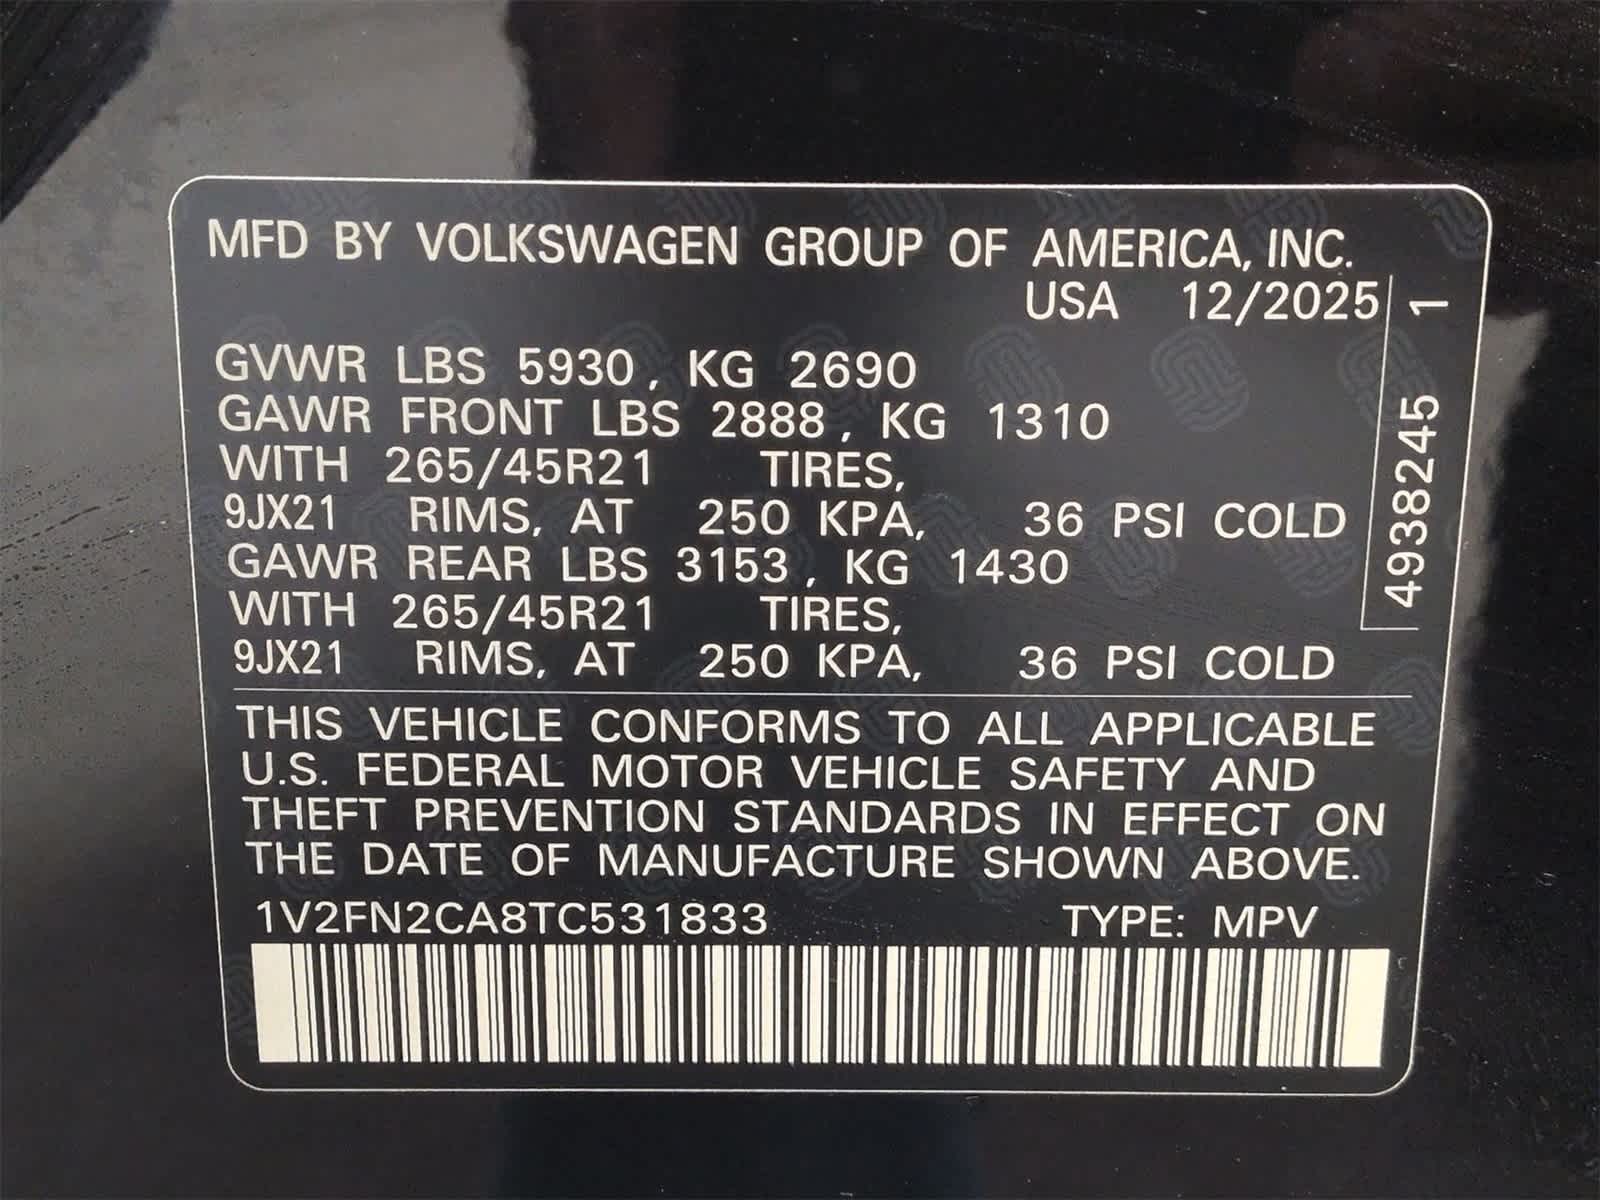 MFD BY VOLKSWAGEN GROUP OF AMERICA, INC.
USA 12/2025
GVWR LBS 5930, KG 2690
GAWR FRONT LBS 2888, KG 1310
WITH 265/45R21 TIRES,
9JX21 RIMS, AT 250 KPA, 36 PSI COLD
GAWR REAR LBS 3153, KG 1430
WITH 265/45R21 TIRES,
9JX21 RIMS, AT 250 KPA, 36 PSI COLD
4938245 1
THIS VEHICLE CONFORMS TO ALL APPLICABLE
U.S. FEDERAL MOTOR VEHICLE SAFETY AND
THEFT PREVENTION STANDARDS IN EFFECT ON
THE DATE OF MANUFACTURE SHOWN ABOVE.
1V2FN2CA8TC531833 TYPE: MPV